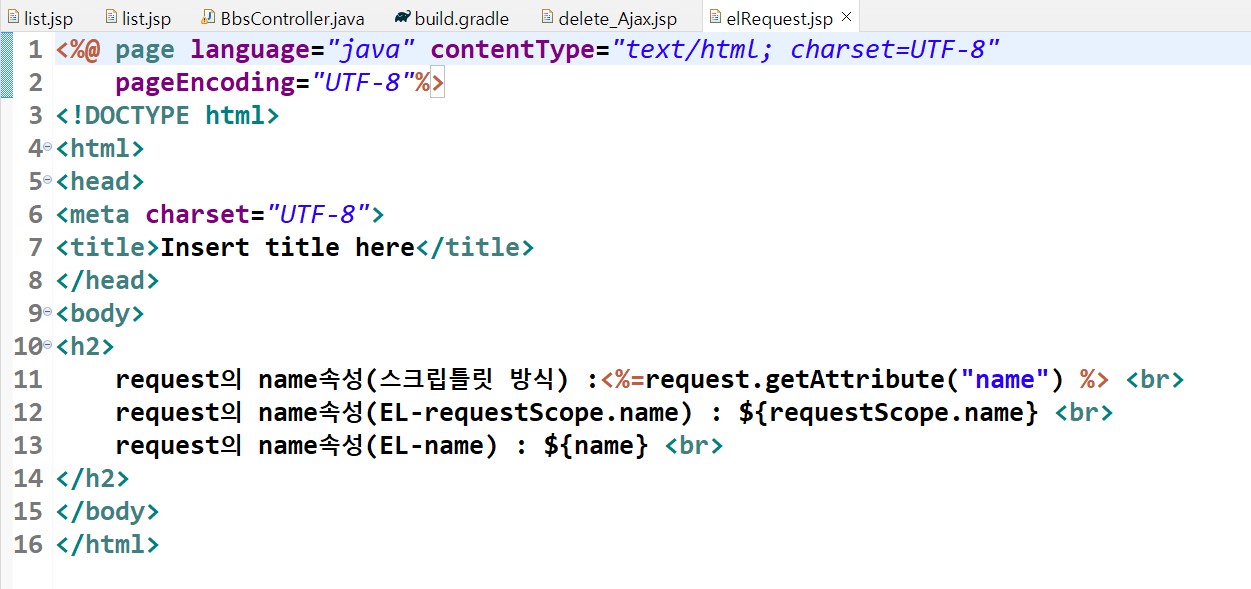 list.jsp list.jsp BbsController.java build.gradle delete_Ajax.jsp elRequest.jsp
1 <%@ page language="java" contentType="text/html; charset=UTF-8"
2 pageEncoding="UTF-8"%>
3 <!DOCTYPE html>
4 <html>
5 <head>
6 <meta charset="UTF-8">
7 <title>Insert title here</title>
8 </head>
9 <body>
10 <h2>
11 request의 name속성(스크립틀릿 방식) :<%=request.getAttribute("name") %> <br>
12 request의 name속성(EL-requestScope.name) : ${requestScope.name} <br>
13 request의 name속성(EL-name) : ${name} <br>
14 </h2>
15 </body>
16 </html>